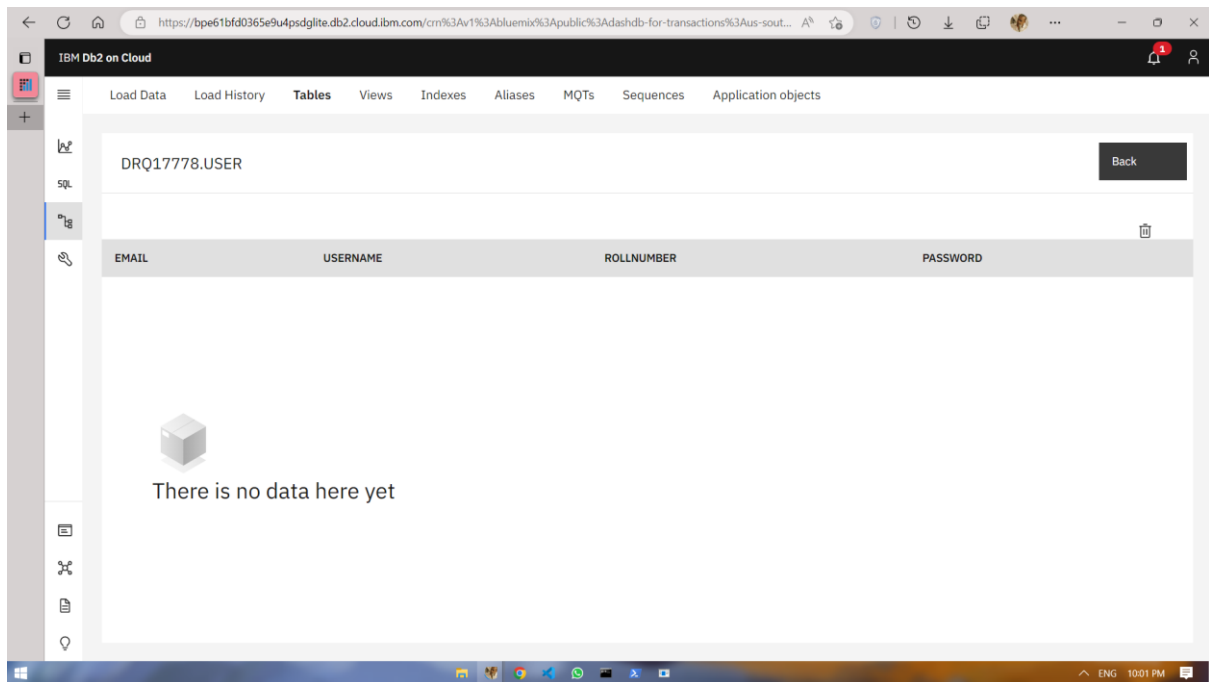 https://bpe61bfd0365e9u4psdglite.db2.cloud.ibm.com/crn%3Av1%3Abluemix%3Apublic%3Adashdb-for-transactions%3Aus-sout...
IBM Db2 on Cloud
1
Load Data Load History Tables Views Indexes Aliases MQTs Sequences Application objects
DRQ17778.USER
Back
SQL
EMAIL USERNAME ROLLNUMBER PASSWORD
There is no data here yet
ENG 10:01 PM